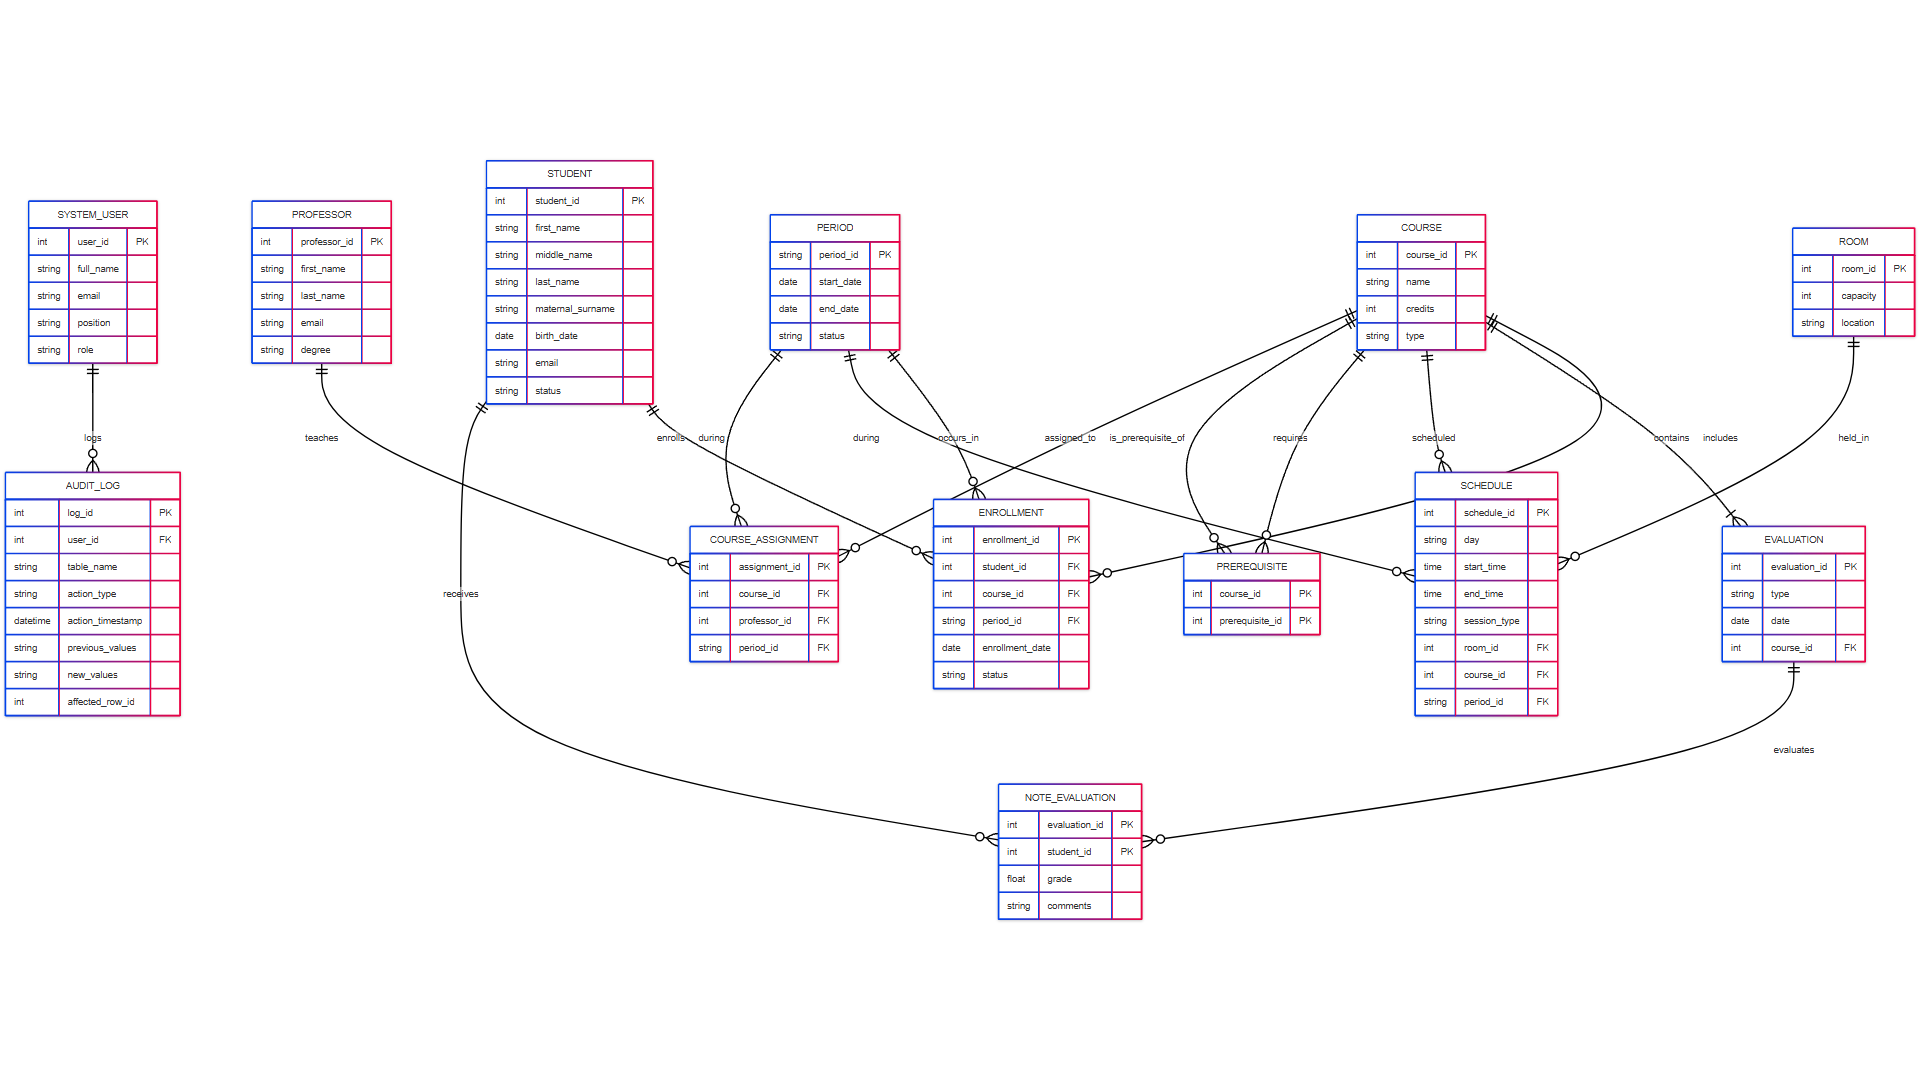 STUDENT
int student_id PK
string first_name
string middle_name
string last_name
string maternal_surname
date birth_date
string email
string status
SYSTEM_USER
int user_id PK
string full_name
string email
string position
string role
PROFESSOR
int professor_id PK
string first_name
string last_name
string email
string degree
PERIOD
string period_id PK
date start_date
date end_date
string status
COURSE
int course_id PK
string name
int credits
string type
ROOM
int room_id PK
int capacity
string location
logs
teaches
enrolls
during
during
occurs_in
assigned_to
is_prerequisite_of
requires
scheduled
contains
includes
held_in
AUDIT_LOG
int log_id PK
int user_id FK
string table_name
string action_type
datetime action_timestamp
string previous_values
string new_values
int affected_row_id
receives
COURSE_ASSIGNMENT
int assignment_id PK
int course_id FK
int professor_id FK
string period_id FK
ENROLLMENT
int enrollment_id PK
int student_id FK
int course_id FK
string period_id FK
date enrollment_date
string status
PREREQUISITE
int course_id PK
int prerequisite_id PK
SCHEDULE
int schedule_id PK
string day
time start_time
time end_time
string session_type
int room_id FK
int course_id FK
string period_id FK
EVALUATION
int evaluation_id PK
string type
date date
int course_id FK
evaluates
NOTE_EVALUATION
int evaluation_id PK
int student_id PK
float grade
string comments